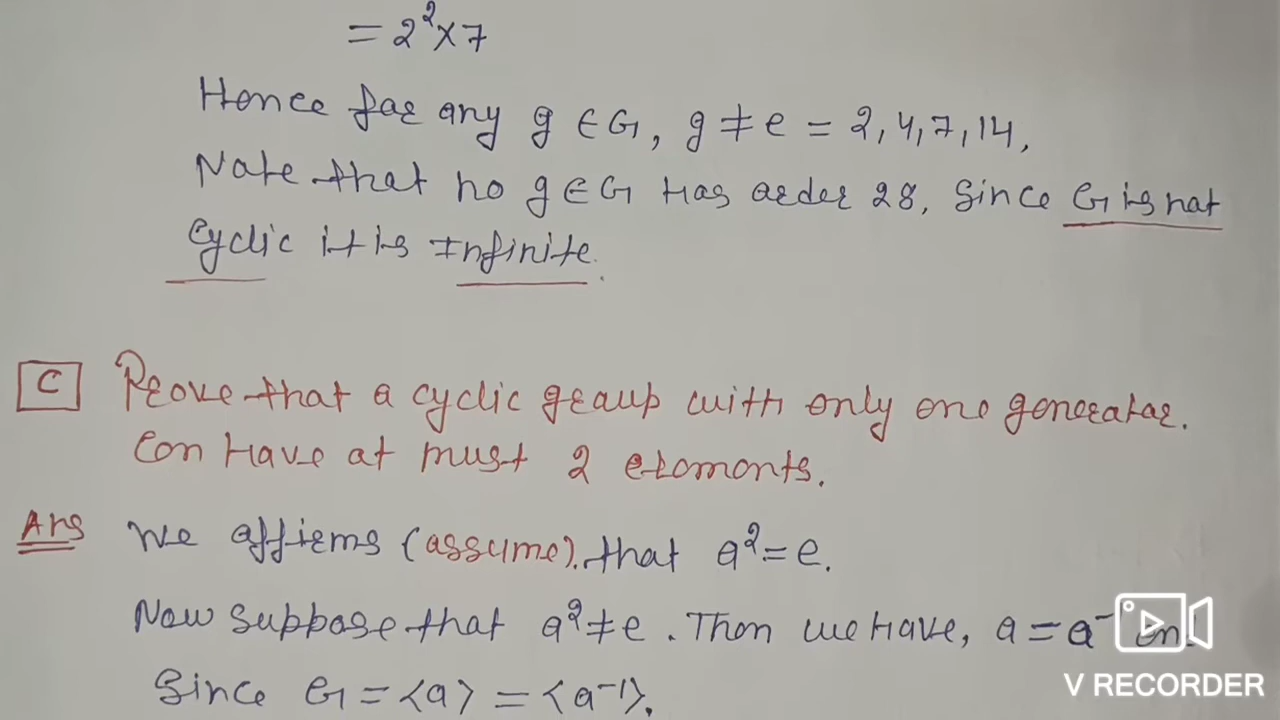 = 2²×7
Hence for any g ∈ G, g ≠ e = 2, 4, 7, 14,
Note that no g ∈ G Has order 28, Since G is not
Cyclic it is Infinite.
C Prove that a cyclic group with only one generator.
Can Have at must 2 elements.
Ans We affirms (assume). that a² = e.
Now Suppose that a² ≠ e. Then we Have, a = a⁻
Since G = ⟨a⟩ = ⟨a⁻¹⟩.
V RECORDER